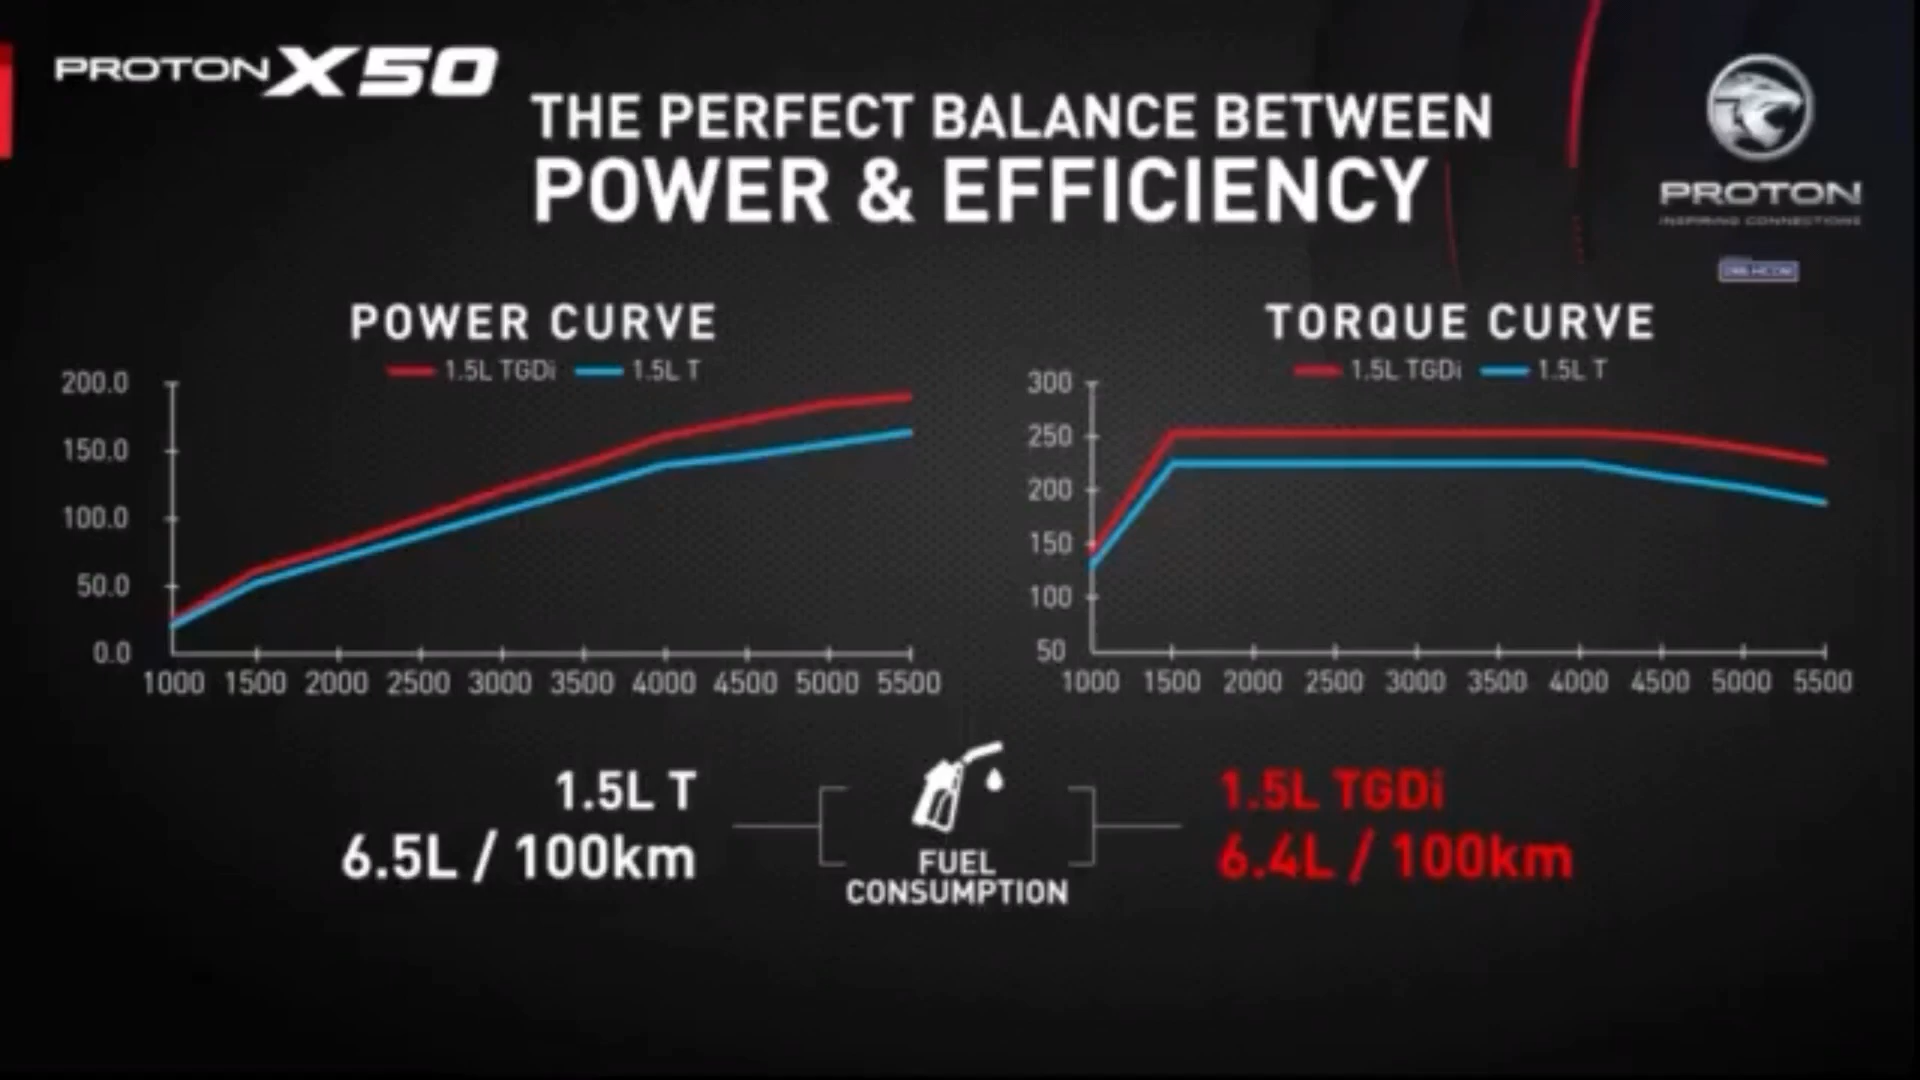 PROTON X50
THE PERFECT BALANCE BETWEEN
POWER & EFFICIENCY
PROTON
INSPIRING CONNECTIONS
POWER CURVE
1.5L TGDi 1.5L T
200.0
150.0
100.0
50.0
0.0
1000 1500 2000 2500 3000 3500 4000 4500 5000 5500
TORQUE CURVE
1.5L TGDi 1.5L T
300
250
200
150
100
50
1000 1500 2000 2500 3000 3500 4000 4500 5000 5500
1.5L T
6.5L / 100km
FUEL
CONSUMPTION
1.5L TGDi
6.4L / 100km